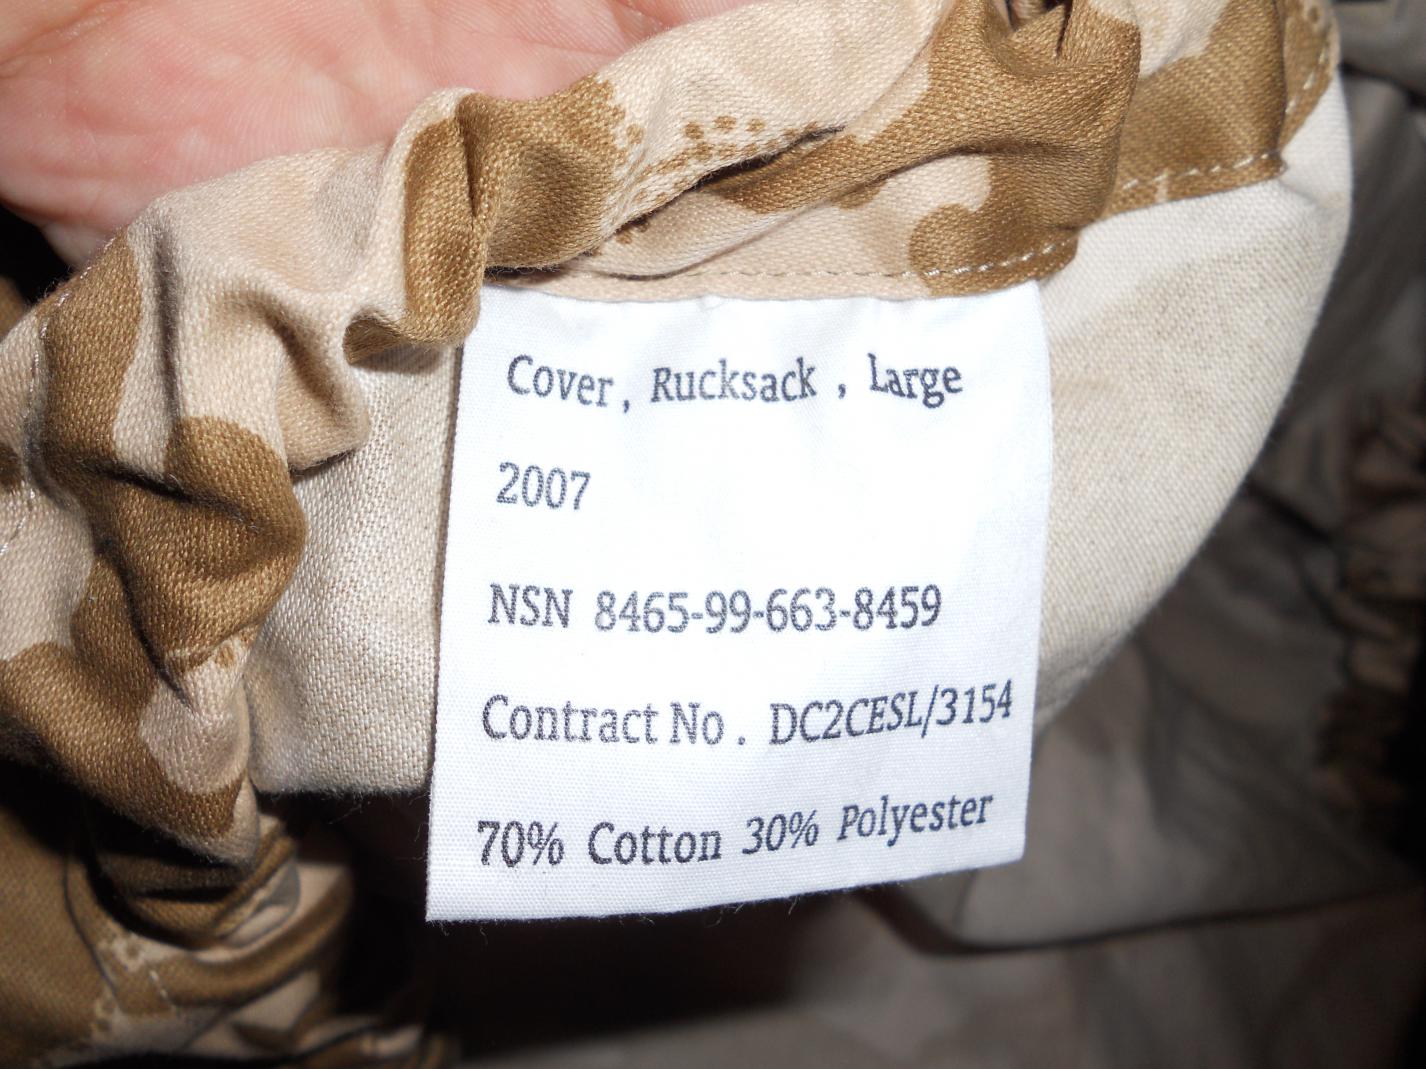 Cover, Rucksack, Large
2007
NSN 8465-99-663-8459
Contract No. DC2CESL/3154
70% Cotton 30% Polyester